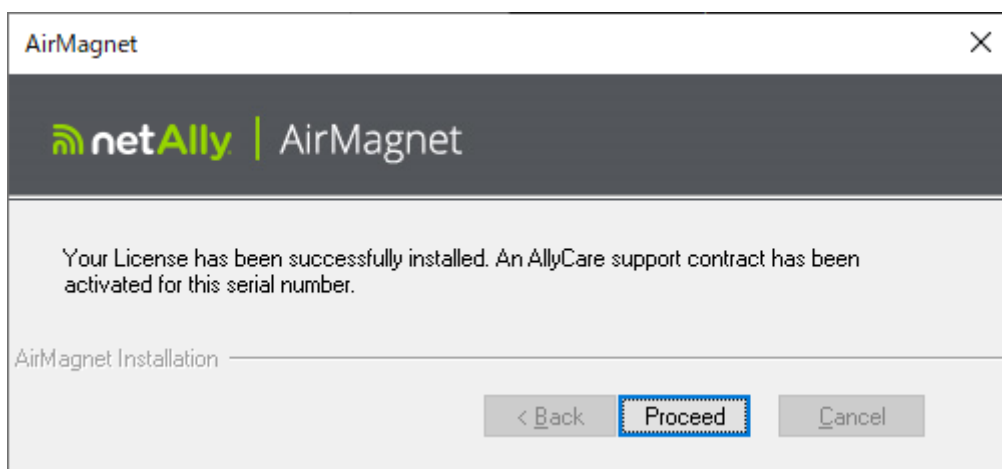 AirMagnet
netAlly | AirMagnet
Your License has been successfully installed. An AllyCare support contract has been
activated for this serial number.
AirMagnet Installation
< Back Proceed Cancel